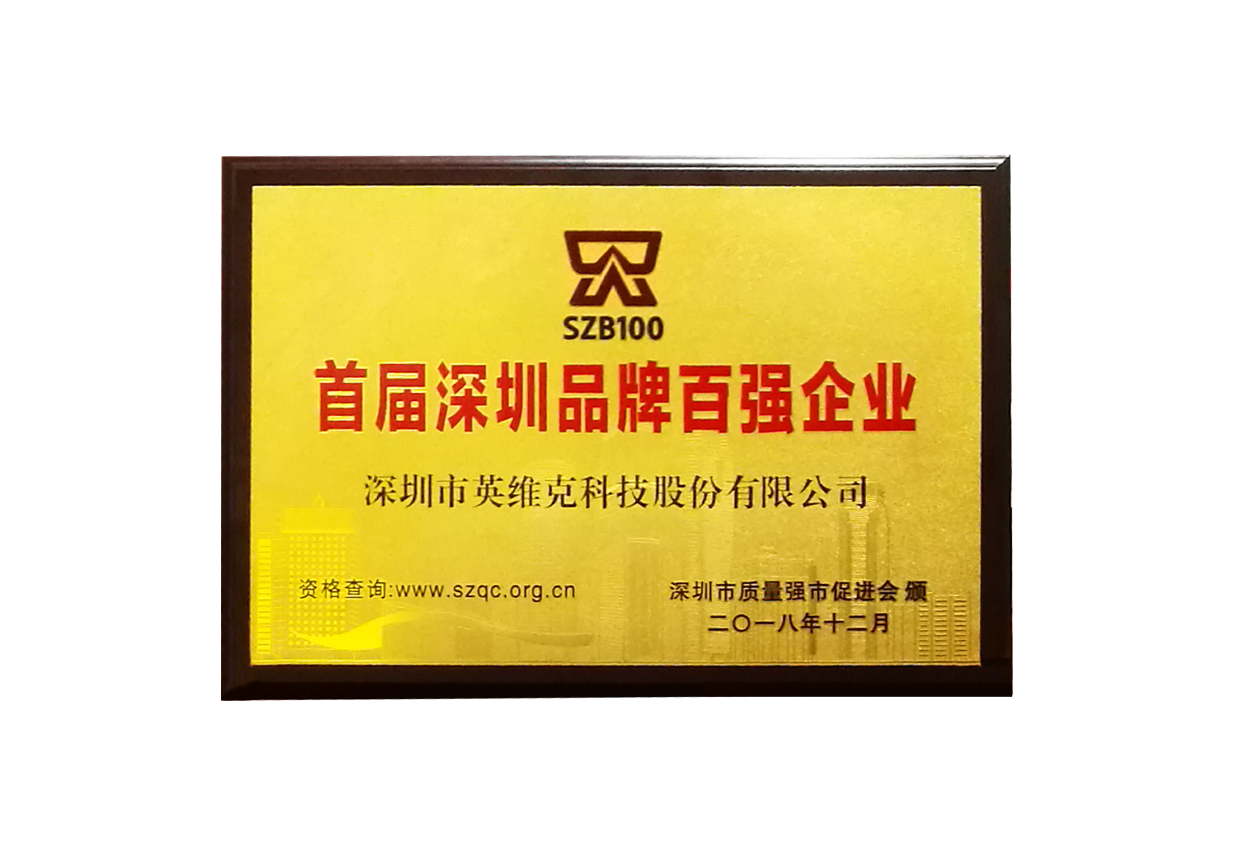 SZB100
首届深圳品牌百强企业
深圳市英维克科技股份有限公司
资格查询:www.szqc.org.cn
深圳市质量强市促进会 颁
二〇一八年十二月